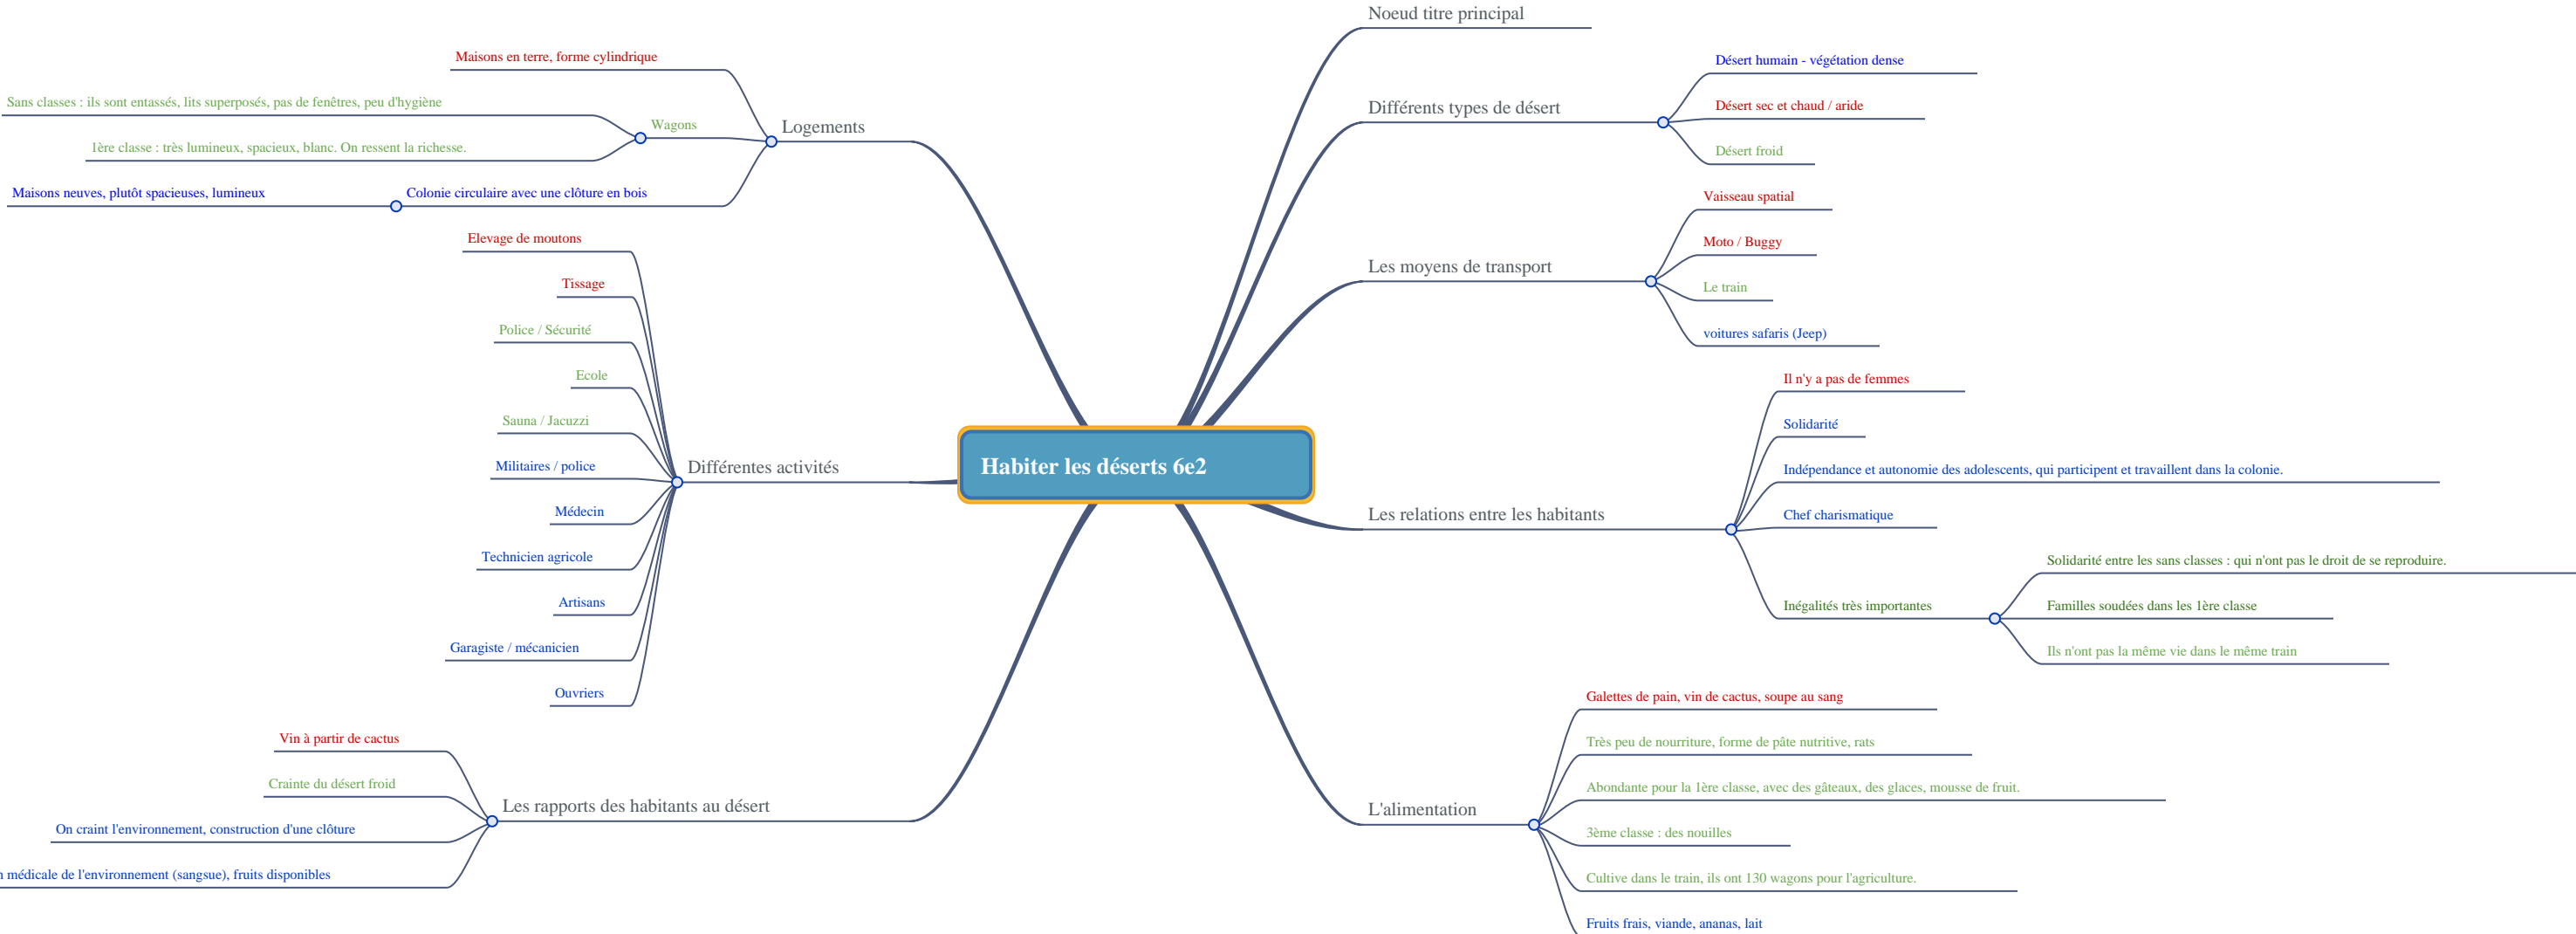 Habiter les déserts 6e2
Noeud titre principal
Différents types de désert
Désert humain - végétation dense
Désert sec et chaud / aride
Désert froid
Les moyens de transport
Vaisseau spatial
Moto / Buggy
Le train
voitures safaris (Jeep)
Les relations entre les habitants
Il n'y a pas de femmes
Solidarité
Indépendance et autonomie des adolescents, qui participent et travaillent dans la colonie.
Chef charismatique
Inégalités très importantes
Solidarité entre les sans classes : qui n'ont pas le droit de se reproduire.
Familles soudées dans les 1ère classe
Ils n'ont pas la même vie dans le même train
L'alimentation
Galettes de pain, vin de cactus, soupe au sang
Très peu de nourriture, forme de pâte nutritive, rats
Abondante pour la 1ère classe, avec des gâteaux, des glaces, mousse de fruit.
3ème classe : des nouilles
Cultive dans le train, ils ont 130 wagons pour l'agriculture.
Fruits frais, viande, ananas, lait
Logements
Maisons en terre, forme cylindrique
Wagons
Sans classes : ils sont entassés, lits superposés, pas de fenêtres, peu d'hygiène
1ère classe : très lumineux, spacieux, blanc. On ressent la richesse.
Colonie circulaire avec une clôture en bois
Maisons neuves, plutôt spacieuses, lumineux
Différentes activités
Elevage de moutons
Tissage
Police / Sécurité
Ecole
Sauna / Jacuzzi
Militaires / police
Médecin
Technicien agricole
Artisans
Garagiste / mécanicien
Ouvriers
Les rapports des habitants au désert
Vin à partir de cactus
Crainte du désert froid
On craint l'environnement, construction d'une clôture
médicale de l'environnement (sangsue), fruits disponibles